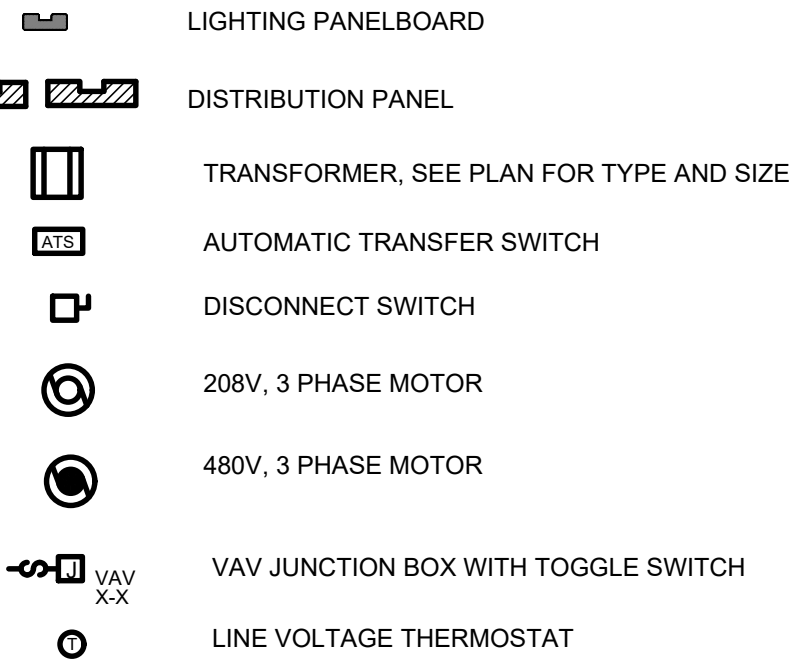 LIGHTING PANELBOARD
DISTRIBUTION PANEL
TRANSFORMER, SEE PLAN FOR TYPE AND SIZE
ATS AUTOMATIC TRANSFER SWITCH
DISCONNECT SWITCH
208V, 3 PHASE MOTOR
480V, 3 PHASE MOTOR
J VAV VAV JUNCTION BOX WITH TOGGLE SWITCH
X-X
T LINE VOLTAGE THERMOSTAT